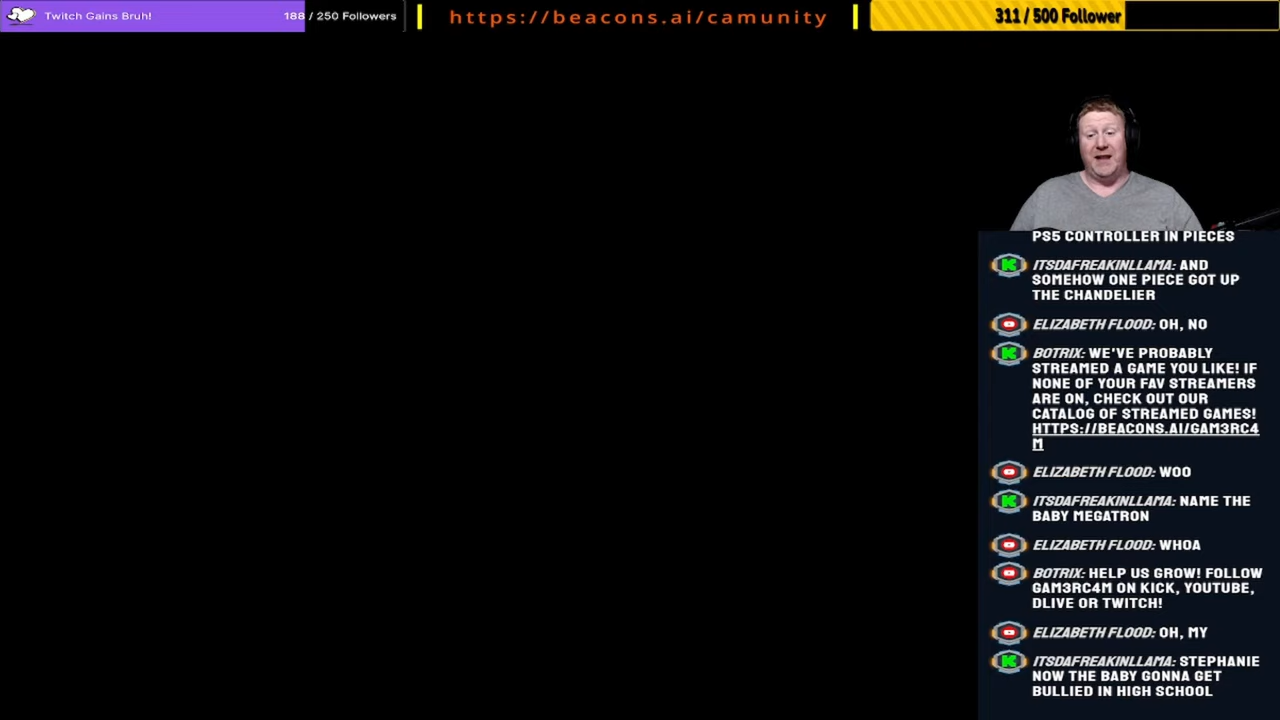 Twitch Gains Bruh!
188 / 250 Followers
https://beacons.ai/camunity
311 / 500 Follower
PS5 CONTROLLER IN PIECES
ITSDAFREAKINLLAMA: AND
SOMEHOW ONE PIECE GOT UP
THE CHANDELIER
ELIZABETH FLOOD: OH, NO
BOTRIX: WE'VE PROBABLY
STREAMED A GAME YOU LIKE! IF
NONE OF YOUR FAV STREAMERS
ARE ON, CHECK OUT OUR
CATALOG OF STREAMED GAMES!
HTTPS://BEACONS.AI/GAM3RC4
M
ELIZABETH FLOOD: WOO
ITSDAFREAKINLLAMA: NAME THE
BABY MEGATRON
ELIZABETH FLOOD: WHOA
BOTRIX: HELP US GROW! FOLLOW
GAM3RC4M ON KICK, YOUTUBE,
DLIVE OR TWITCH!
ELIZABETH FLOOD: OH, MY
ITSDAFREAKINLLAMA: STEPHANIE
NOW THE BABY GONNA GET
BULLIED IN HIGH SCHOOL